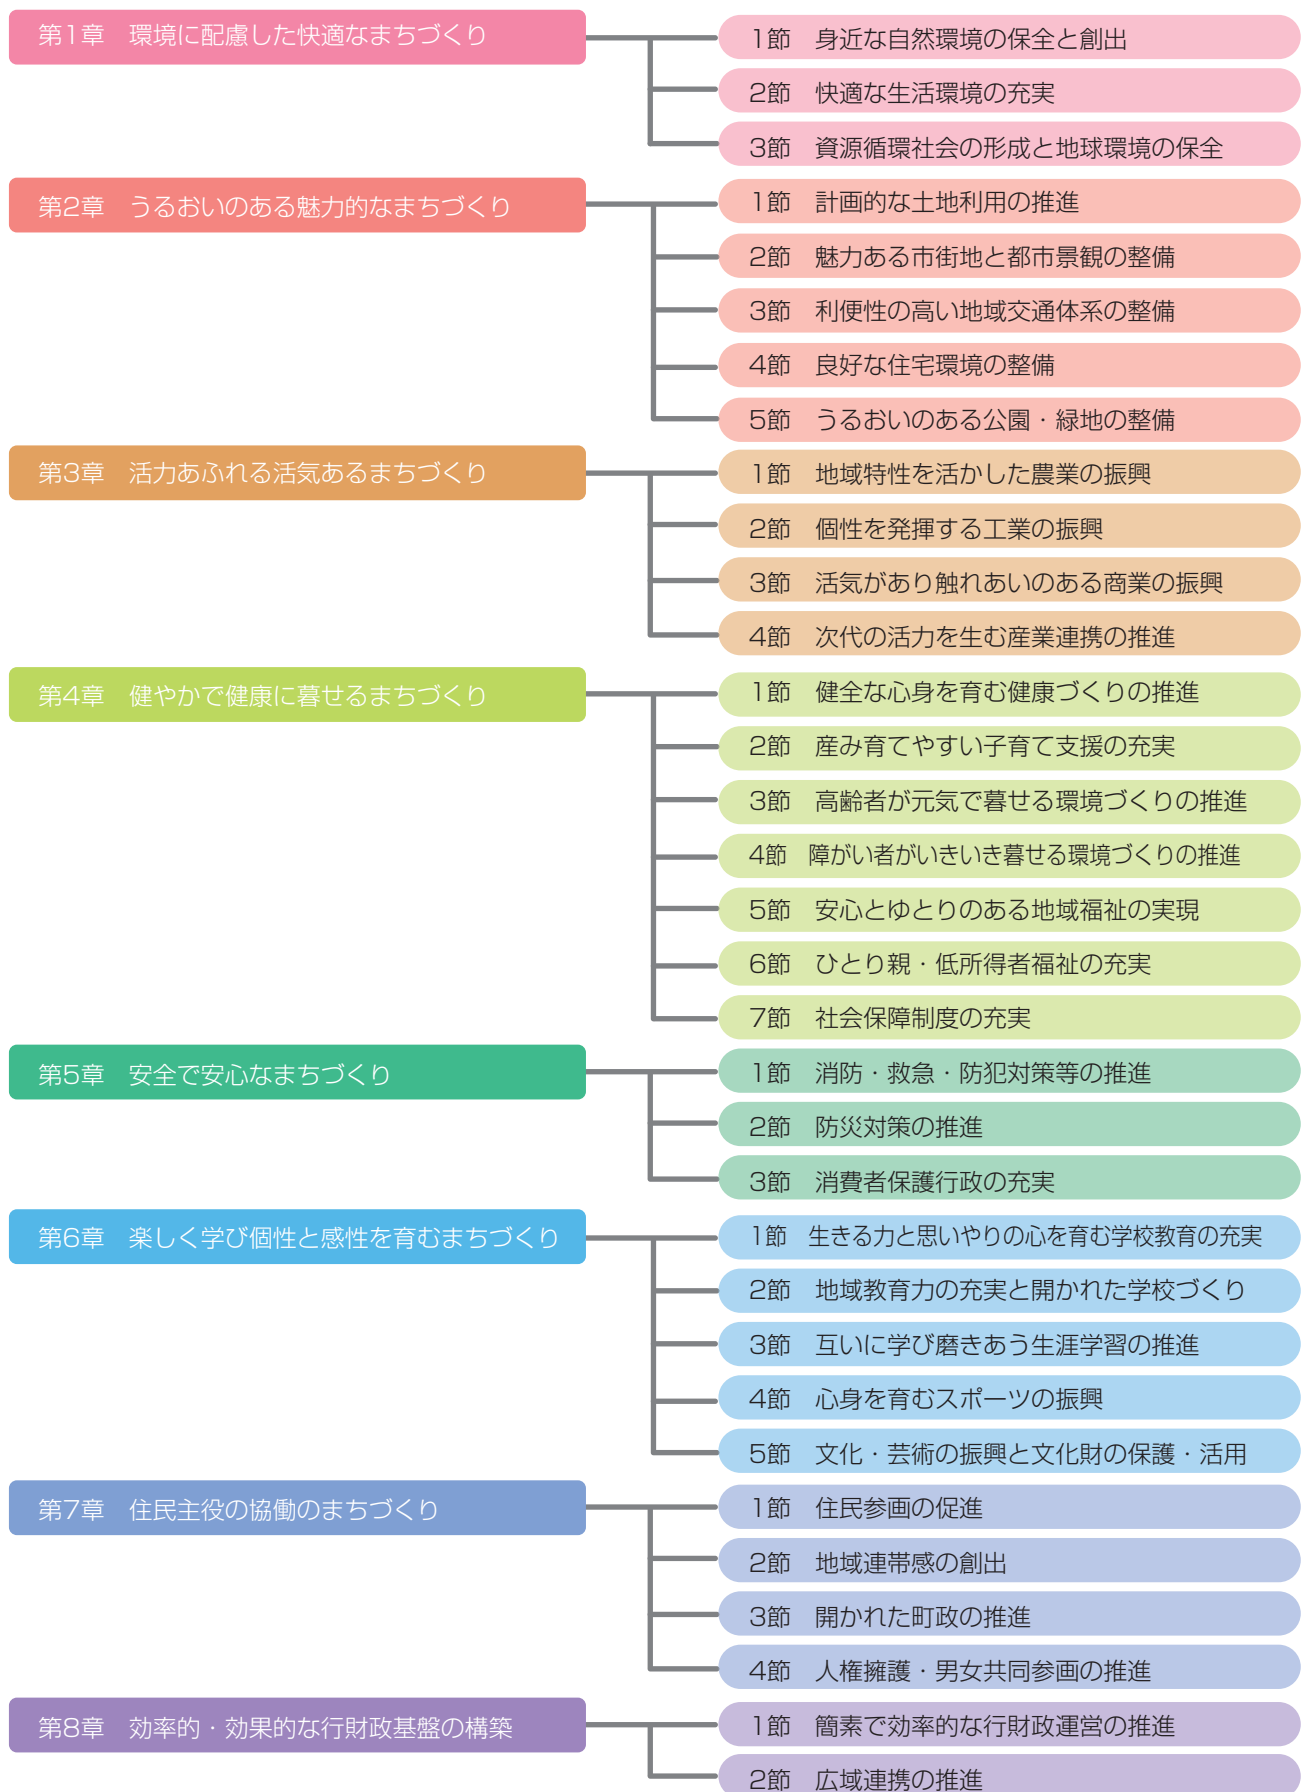 第1章　環境に配慮した快適なまちづくり
1節　身近な自然環境の保全と創出
2節　快適な生活環境の充実
3節　資源循環社会の形成と地球環境の保全
第2章　うるおいのある魅力的なまちづくり
1節　計画的な土地利用の推進
2節　魅力ある市街地と都市景観の整備
3節　利便性の高い地域交通体系の整備
4節　良好な住宅環境の整備
5節　うるおいのある公園・緑地の整備
第3章　活力あふれる活気あるまちづくり
1節　地域特性を活かした農業の振興
2節　個性を発揮する工業の振興
3節　活気があり触れあいのある商業の振興
4節　次代の活力を生む産業連携の推進
第4章　健やかで健康に暮せるまちづくり
1節　健全な心身を育む健康づくりの推進
2節　産み育てやすい子育て支援の充実
3節　高齢者が元気で暮せる環境づくりの推進
4節　障がい者がいきいき暮せる環境づくりの推進
5節　安心とゆとりのある地域福祉の実現
6節　ひとり親・低所得者福祉の充実
7節　社会保障制度の充実
第5章　安全で安心なまちづくり
1節　消防・救急・防犯対策等の推進
2節　防災対策の推進
3節　消費者保護行政の充実
第6章　楽しく学び個性と感性を育むまちづくり
1節　生きる力と思いやりの心を育む学校教育の充実
2節　地域教育力の充実と開かれた学校づくり
3節　互いに学び磨きあう生涯学習の推進
4節　心身を育むスポーツの振興
5節　文化・芸術の振興と文化財の保護・活用
第7章　住民主役の協働のまちづくり
1節　住民参画の促進
2節　地域連帯感の創出
3節　開かれた町政の推進
4節　人権擁護・男女共同参画の推進
第8章　効率的・効果的な行財政基盤の構築
1節　簡素で効率的な行財政運営の推進
2節　広域連携の推進